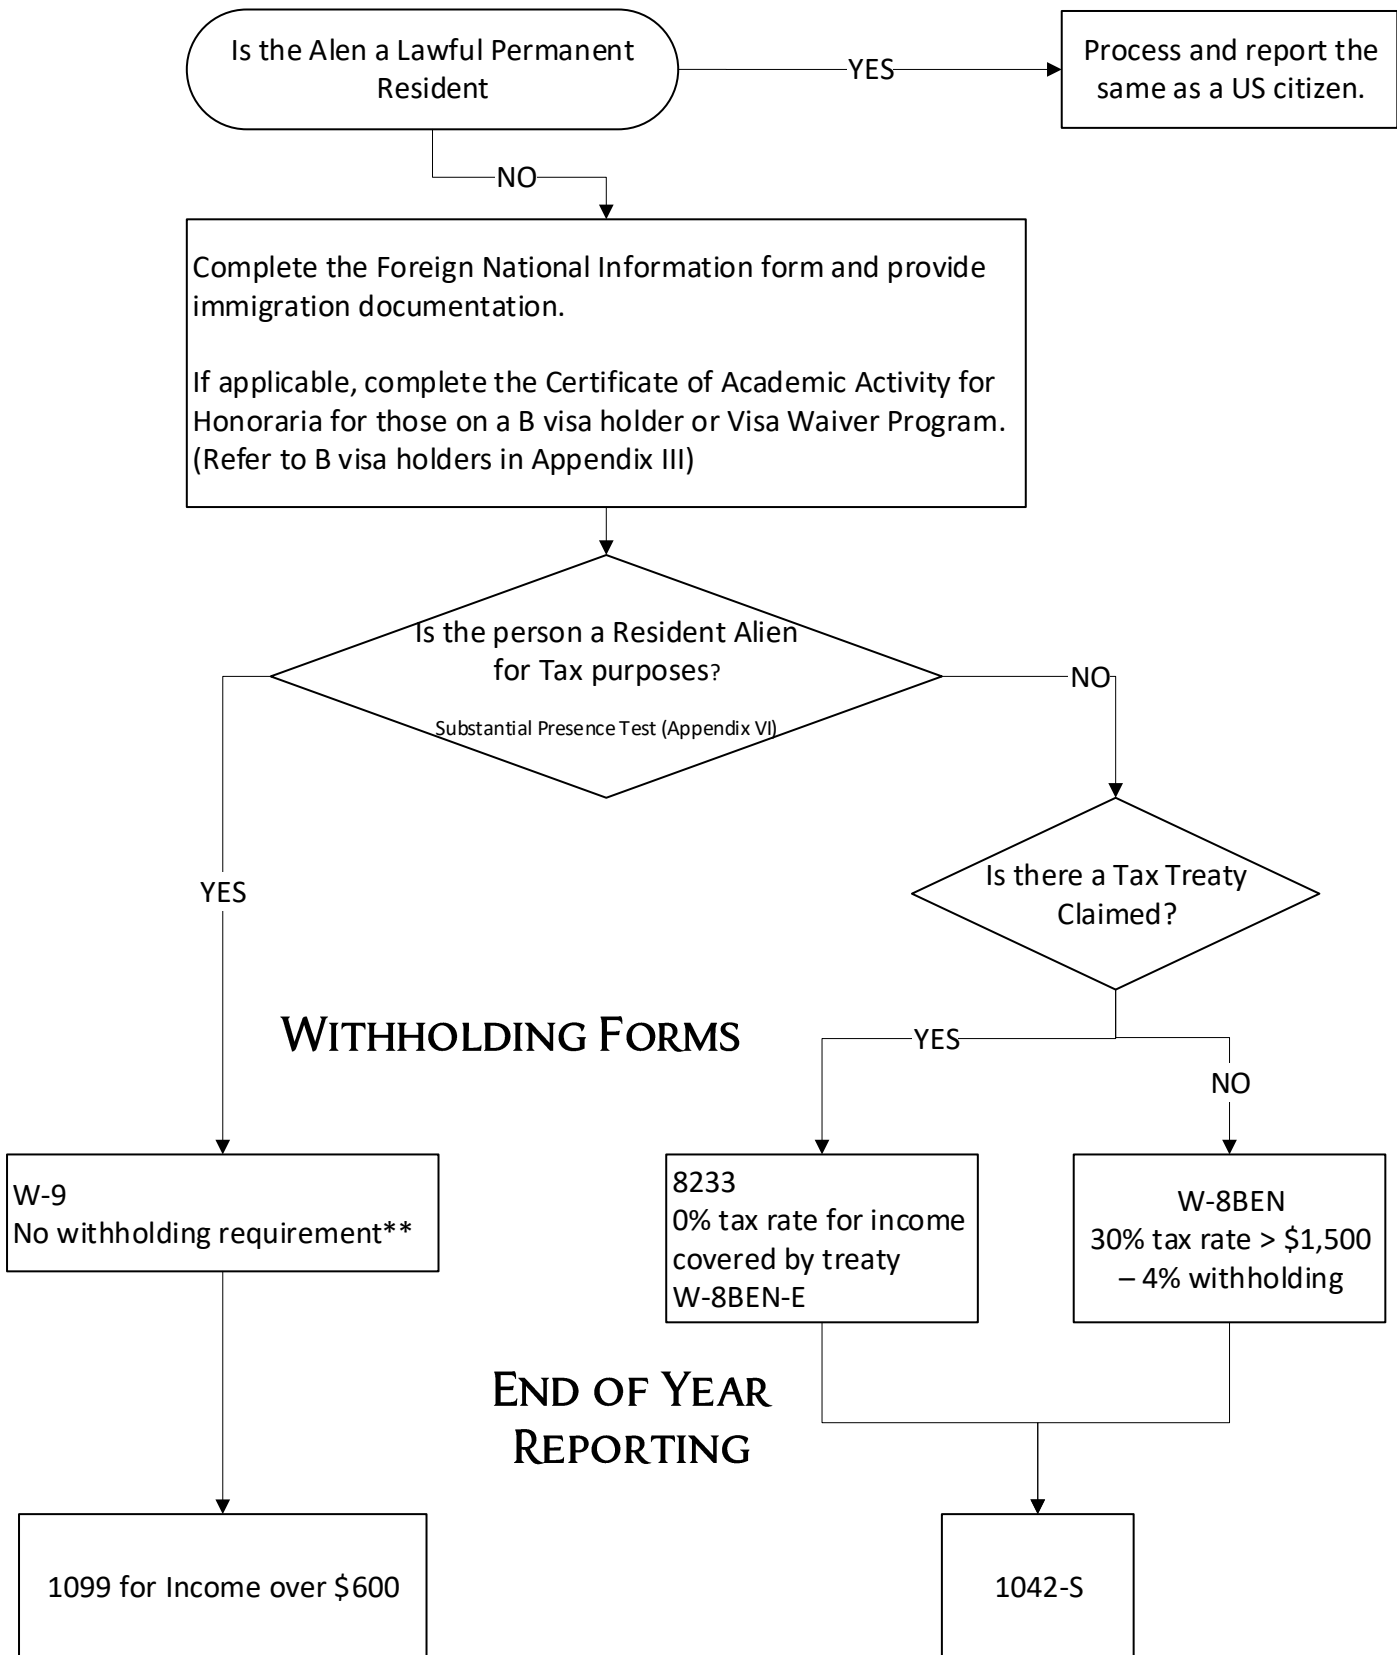 Is the Alen a Lawful Permanent
Resident
YES
Process and report the
same as a US citizen.
NO
Complete the Foreign National Information form and provide
immigration documentation.
If applicable, complete the Certificate of Academic Activity for
Honoraria for those on a B visa holder or Visa Waiver Program.
(Refer to B visa holders in Appendix III)
Is the person a Resident Alien
for Tax purposes?
Substantial Presence Test (Appendix VI)
NO
YES
Is there a Tax Treaty
Claimed?
WITHHOLDING FORMS
YES
NO
W-9
No withholding requirement**
8233
0% tax rate for income
covered by treaty
W-8BEN-E
W-8BEN
30% tax rate > $1,500
– 4% withholding
END OF YEAR
REPORTING
1099 for Income over $600
1042-S